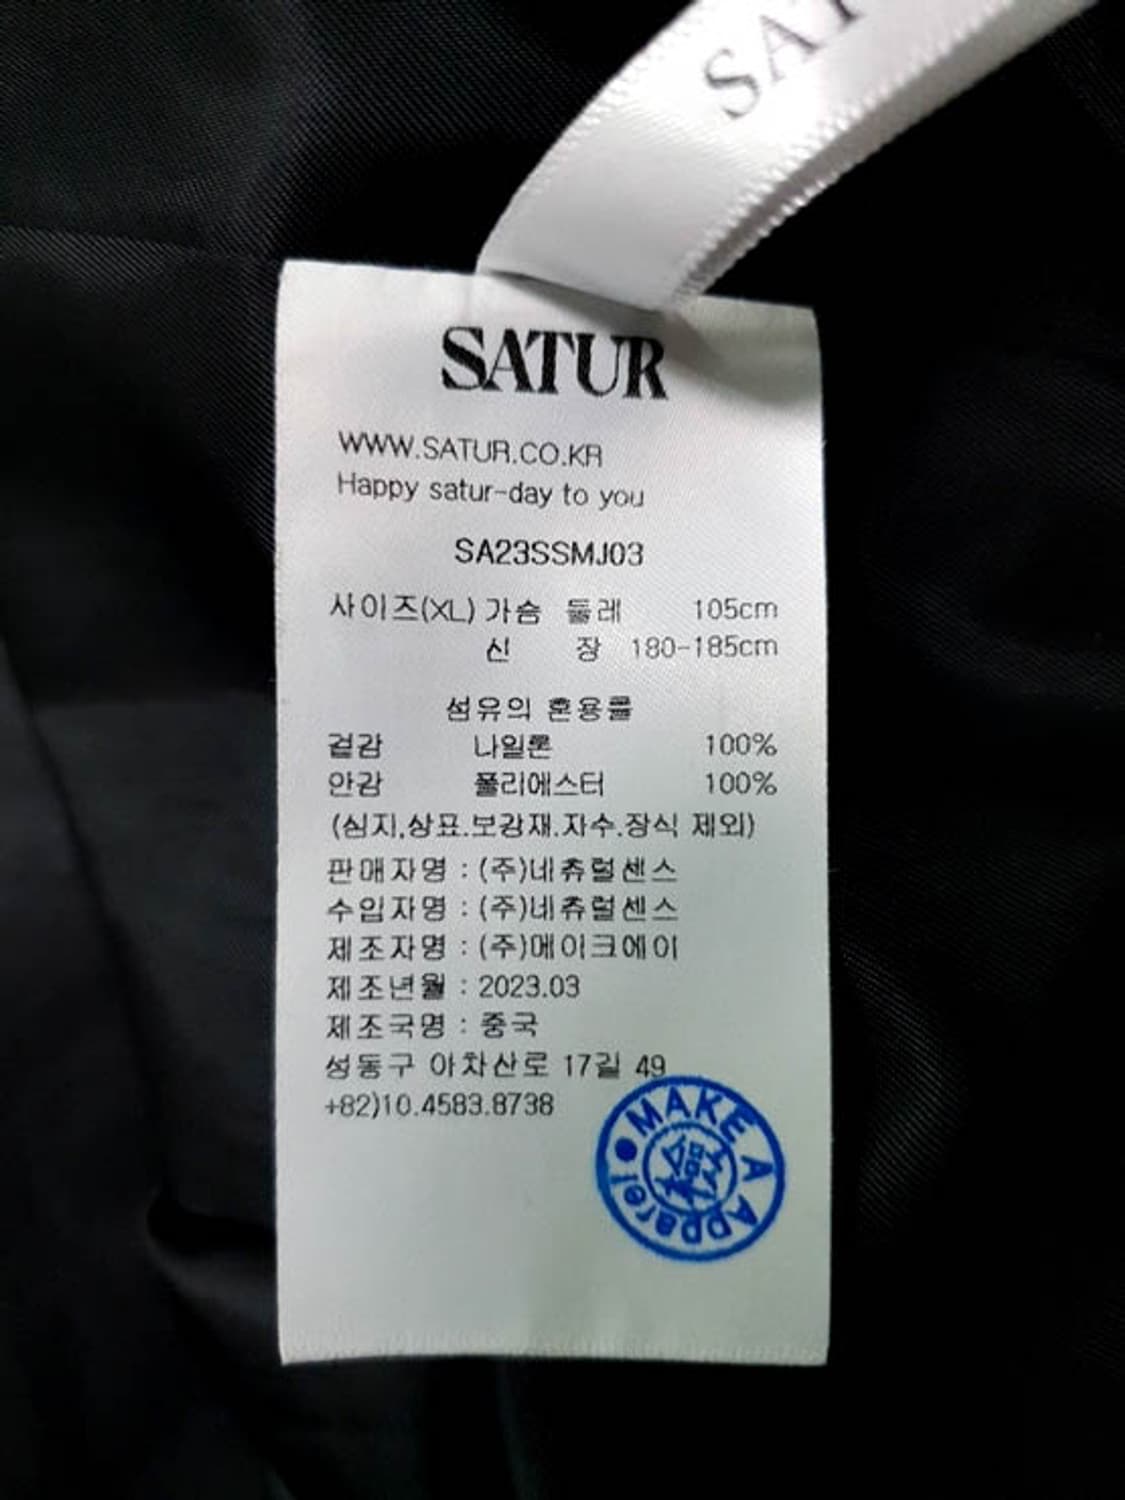 SAT
SATUR
WWW.SATUR.CO.KR
Happy satur-day to you
SA23SSMJ03
사이즈(XL) 가슴 둘레 105cm
신 장 180-185cm
섬유의 혼용률
겉감 나일론 100%
안감 폴리에스터 100%
(심지,상표.보강재.자수.장식 제외)
판매자명 : (주)네츄럴센스
수입자명 : (주)네츄럴센스
제조자명 : (주)메이크에이
제조년월 : 2023.03
제조국명 : 중국
성동구 아차산로 17길 49
+82)10.4583.8738
MAKE A Apparel